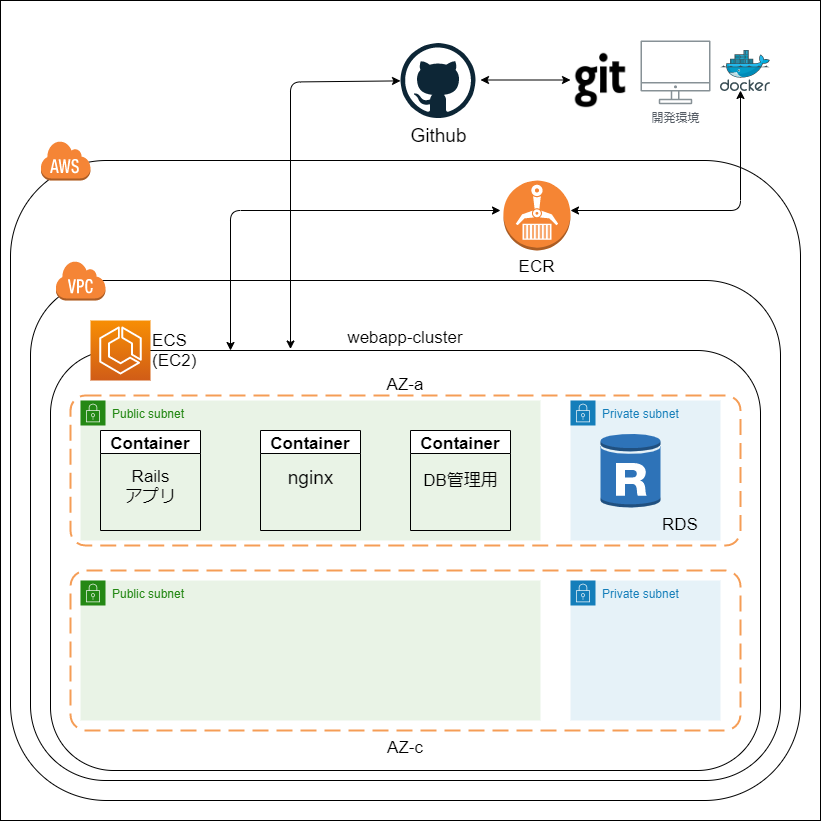 git
docker
開発環境
Github
AWS
ECR
VPC
ECS
(EC2)
webapp-cluster
AZ-a
Public subnet
Private subnet
Container
Container
Container
Rails
アプリ
nginx
DB管理用
R
RDS
Public subnet
Private subnet
AZ-c